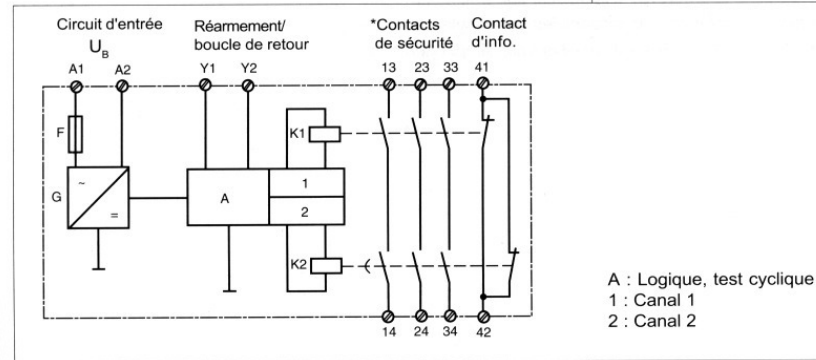 Circuit d'entrée
U_B
Réarmement/
boucle de retour
*Contacts
de sécurité
Contact
d'info.
A1 A2 Y1 Y2 13 23 33 41
F
K1
G
~
=
A
1
2
K2
14 24 34 42
A : Logique, test cyclique
1 : Canal 1
2 : Canal 2